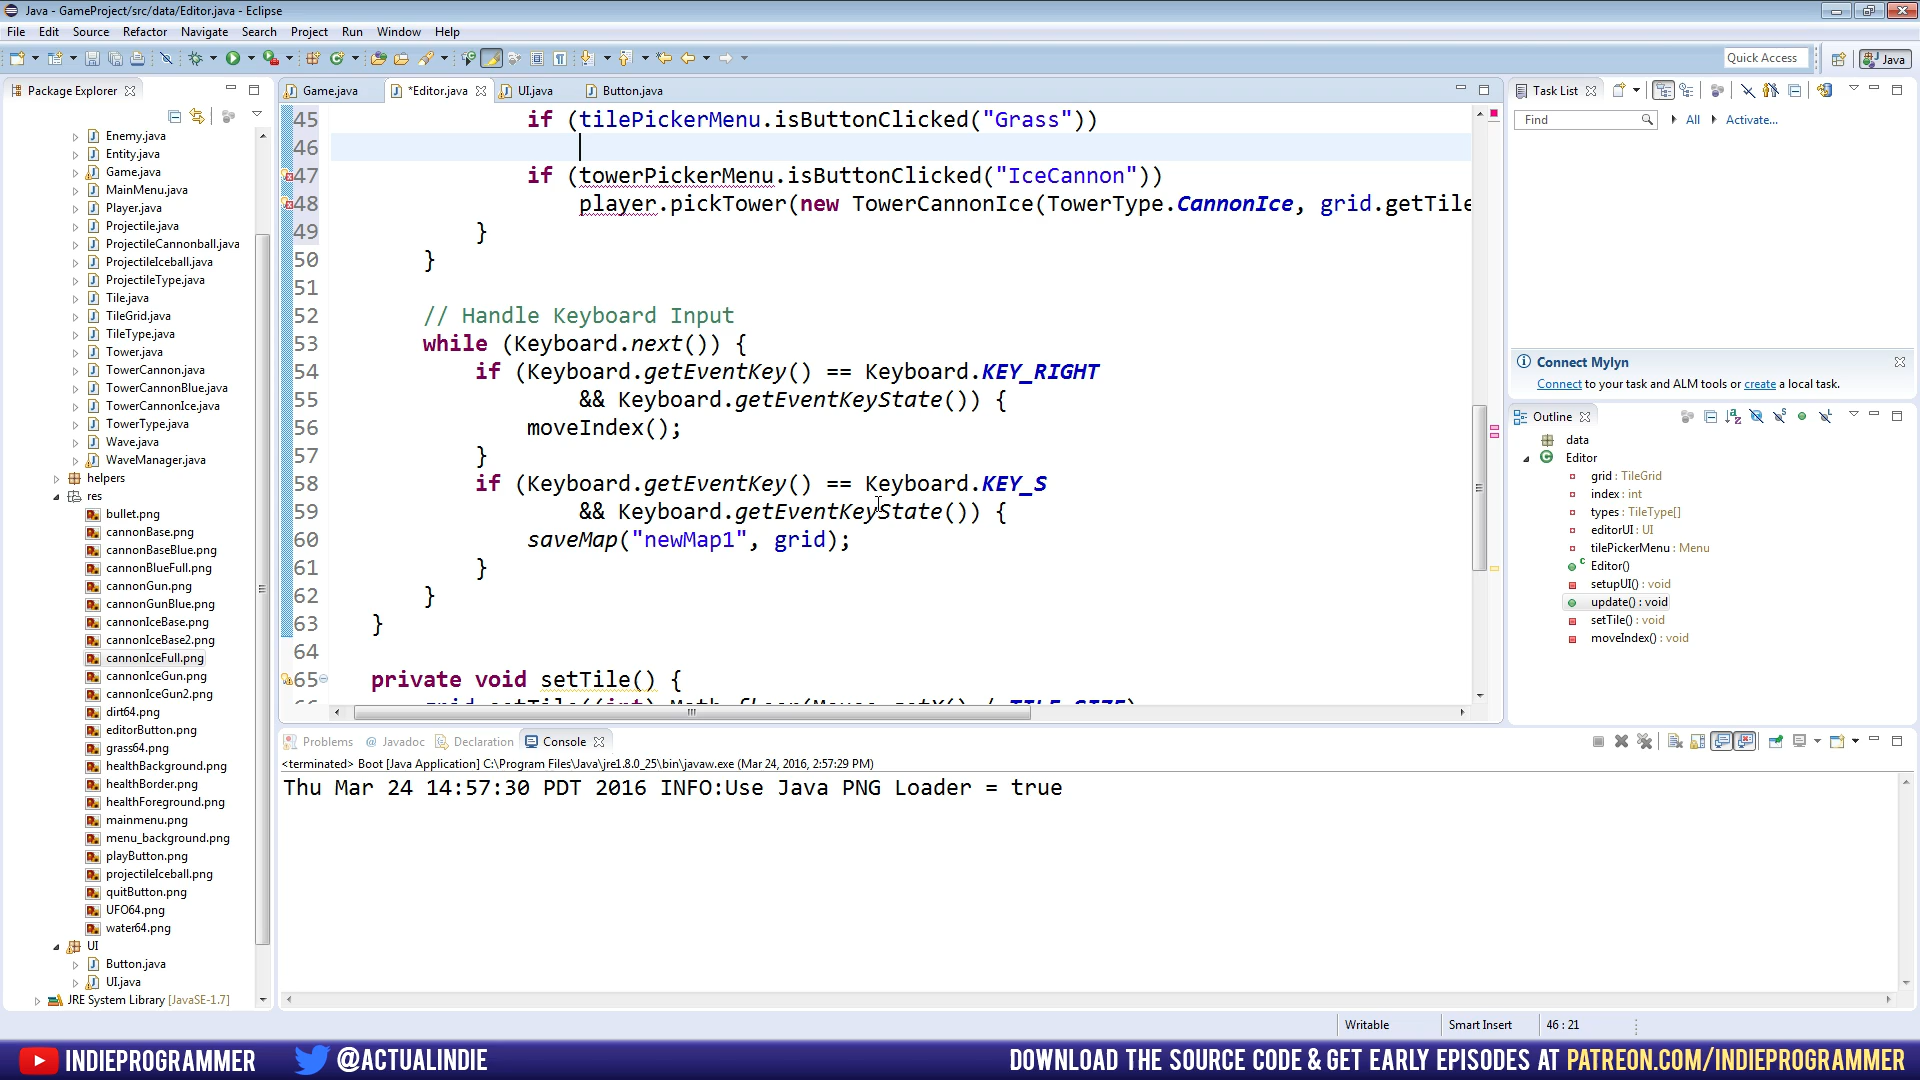 Java - GameProject/src/data/Editor.java - Eclipse
File Edit Source Refactor Navigate Search Project Run Window Help
Quick Access
Java
Package Explorer
Enemy.java
Entity.java
Game.java
MainMenu.java
Player.java
Projectile.java
ProjectileCannonball.java
ProjectileIceball.java
ProjectileType.java
Tile.java
TileGrid.java
TileType.java
Tower.java
TowerCannon.java
TowerCannonBlue.java
TowerCannonIce.java
TowerType.java
Wave.java
WaveManager.java
helpers
res
bullet.png
cannonBase.png
cannonBaseBlue.png
cannonBlueFull.png
cannonGun.png
cannonGunBlue.png
cannonIceBase.png
cannonIceBase2.png
cannonIceFull.png
cannonIceGun.png
cannonIceGun2.png
dirt64.png
editorButton.png
grass64.png
healthBackground.png
healthBorder.png
healthForeground.png
mainmenu.png
menu_background.png
playButton.png
projectileIceball.png
quitButton.png
UFO64.png
water64.png
UI
Button.java
UI.java
JRE System Library [JavaSE-1.7]
Game.java *Editor.java UI.java Button.java
45 if (tilePickerMenu.isButtonClicked("Grass"))
46
47 if (towerPickerMenu.isButtonClicked("IceCannon"))
48 player.pickTower(new TowerCannonIce(TowerType.CannonIce, grid.getTile
49 }
50 }
51
52 // Handle Keyboard Input
53 while (Keyboard.next()) {
54 if (Keyboard.getEventKey() == Keyboard.KEY_RIGHT
55 && Keyboard.getEventKeyState()) {
56 moveIndex();
57 }
58 if (Keyboard.getEventKey() == Keyboard.KEY_S
59 && Keyboard.getEventKeyState()) {
60 saveMap("newMap1", grid);
61 }
62 }
63 }
64
65 private void setTile() {
Problems Javadoc Declaration Console
<terminated> Boot [Java Application] C:\Program Files\Java\jre1.8.0_25\bin\javaw.exe (Mar 24, 2016, 2:57:29 PM)
Thu Mar 24 14:57:30 PDT 2016 INFO:Use Java PNG Loader = true
Task List
Find All Activate...
Connect Mylyn
Connect to your task and ALM tools or create a local task.
Outline
data
Editor
grid : TileGrid
index : int
types : TileType[]
editorUI : UI
tilePickerMenu : Menu
Editor()
setupUI() : void
update() : void
setTile() : void
moveIndex() : void
Writable Smart Insert 46 : 21
INDIEPROGRAMMER @ACTUALINDIE DOWNLOAD THE SOURCE CODE & GET EARLY EPISODES AT PATREON.COM/INDIEPROGRAMMER